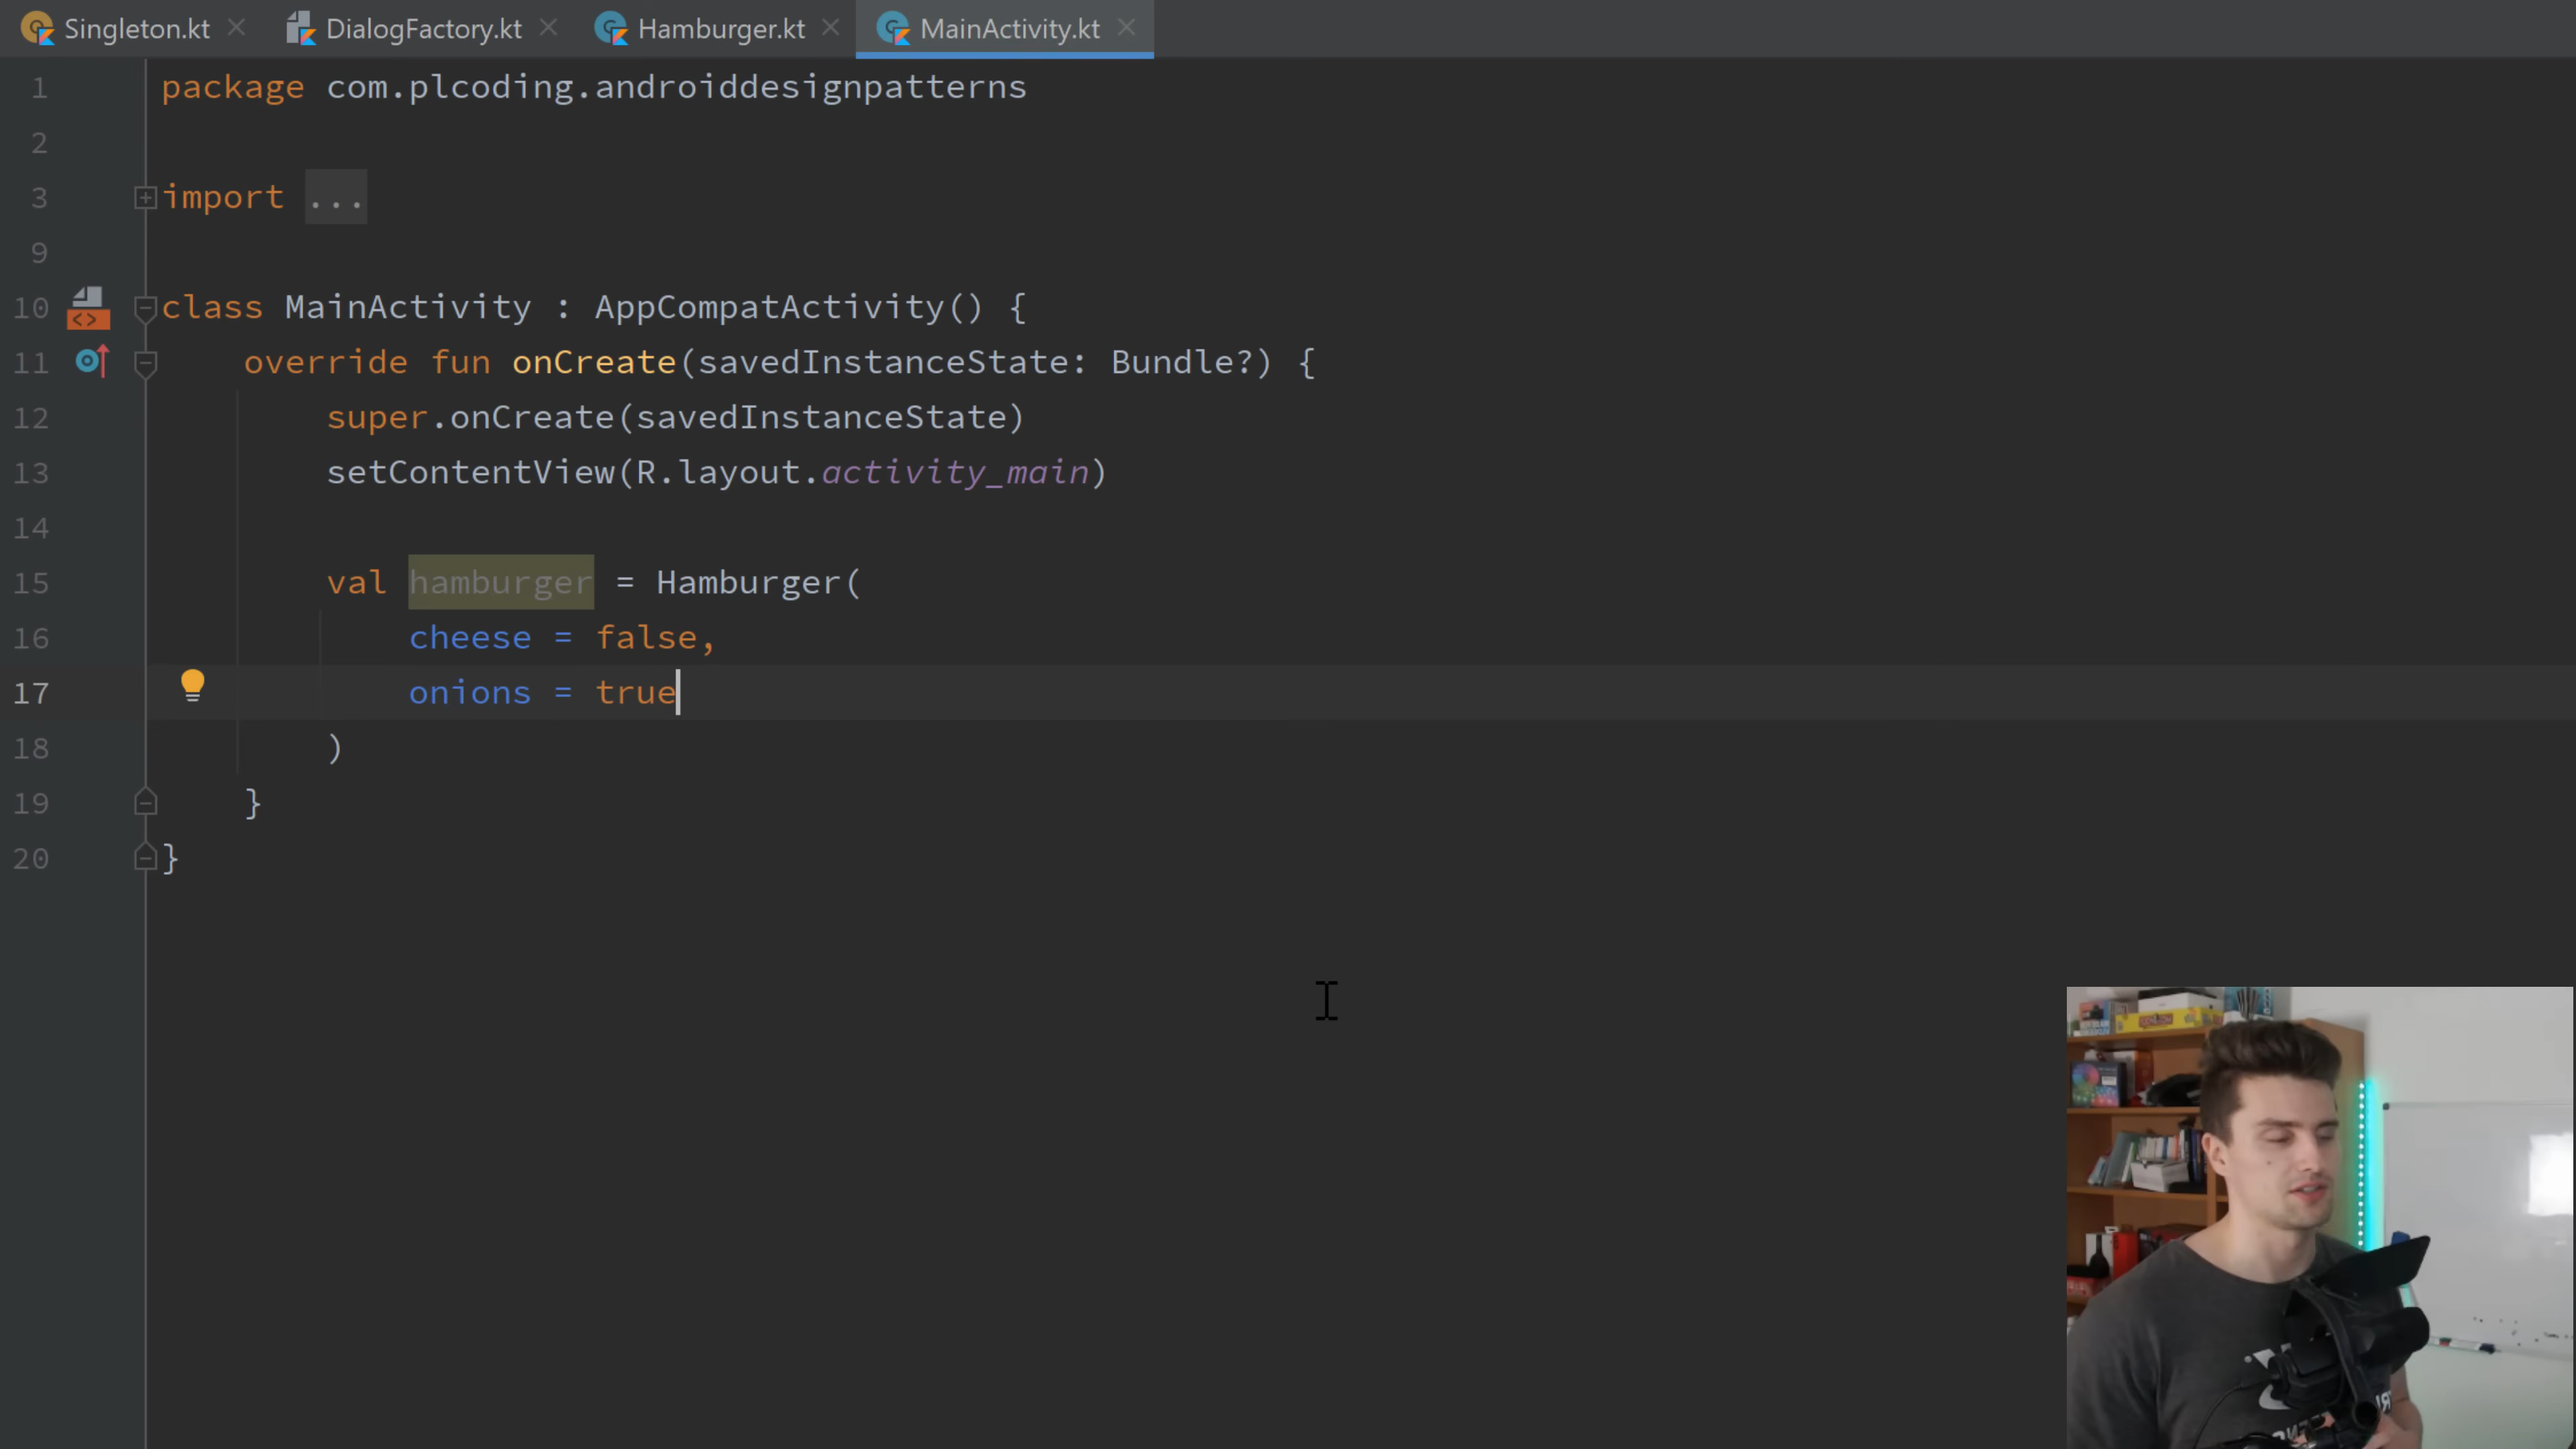 Singleton.kt DialogFactory.kt Hamburger.kt MainActivity.kt
1 package com.plcoding.androiddesignpatterns
2
3 import ...
9
10 class MainActivity : AppCompatActivity() {
11 override fun onCreate(savedInstanceState: Bundle?) {
12 super.onCreate(savedInstanceState)
13 setContentView(R.layout.activity_main)
14
15 val hamburger = Hamburger(
16 cheese = false,
17 onions = true
18 )
19 }
20 }